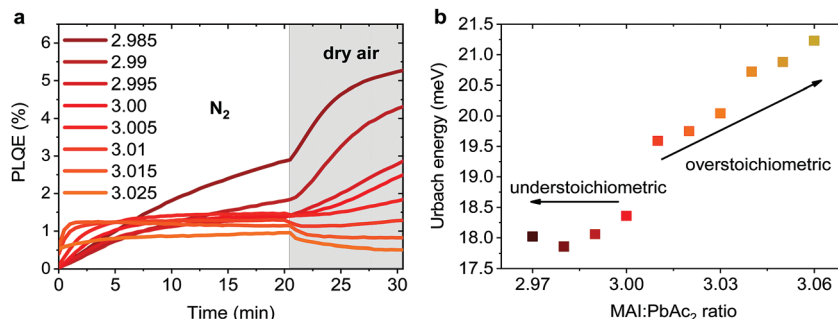 a
PLQE (%)
6
5
4
3
2
1
0
2.985
2.99
2.995
3.00
3.005
3.01
3.015
3.025
N₂
dry air
0 5 10 15 20 25 30
Time (min)
b
Urbach energy (meV)
21.5
21.0
20.5
20.0
19.5
19.0
18.5
18.0
17.5
understoichiometric
overstoichiometric
2.97 3.00 3.03 3.06
MAI:PbAc₂ ratio